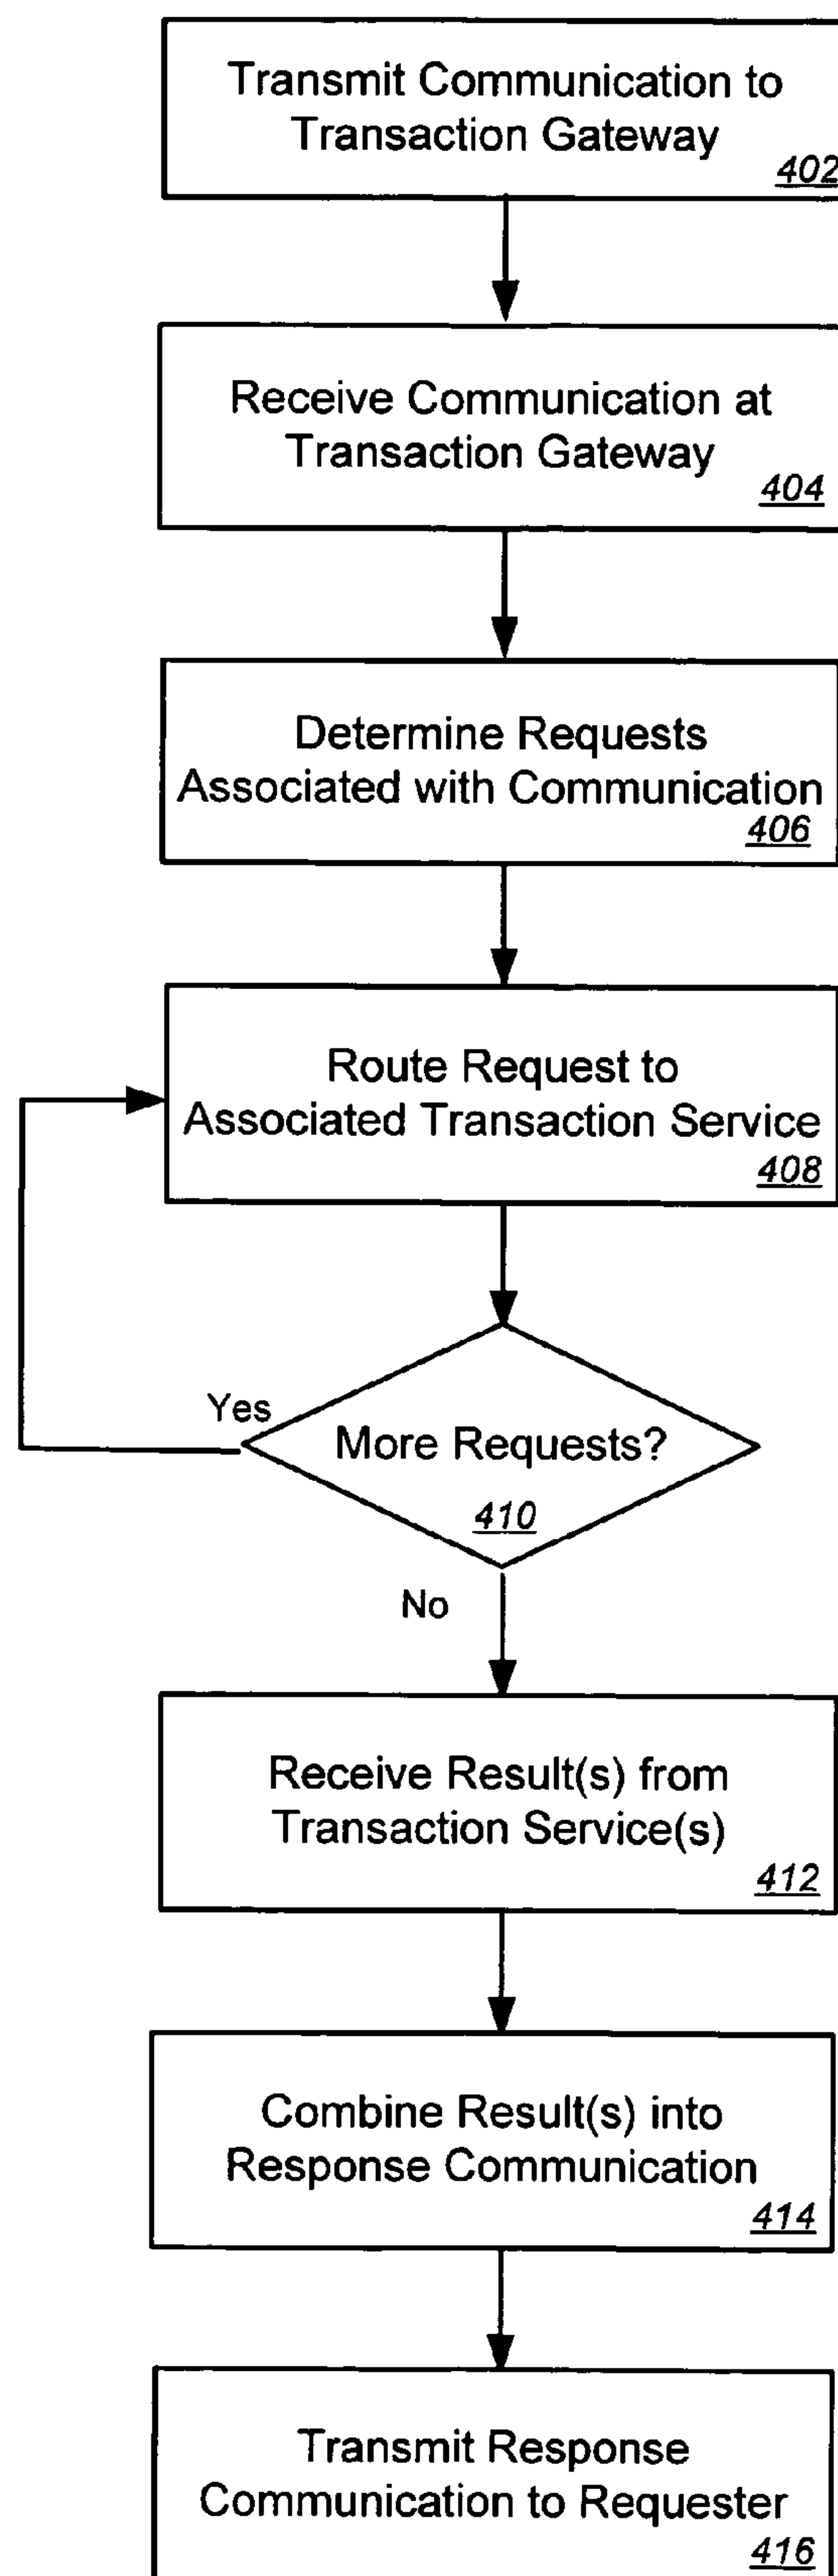 Transmit Communication to
Transaction Gateway
402
Receive Communication at
Transaction Gateway
404
Determine Requests
Associated with Communication
406
Route Request to
Associated Transaction Service
408
Yes
More Requests?
410
No
Receive Result(s) from
Transaction Service(s)
412
Combine Result(s) into
Response Communication
414
Transmit Response
Communication to Requester
416